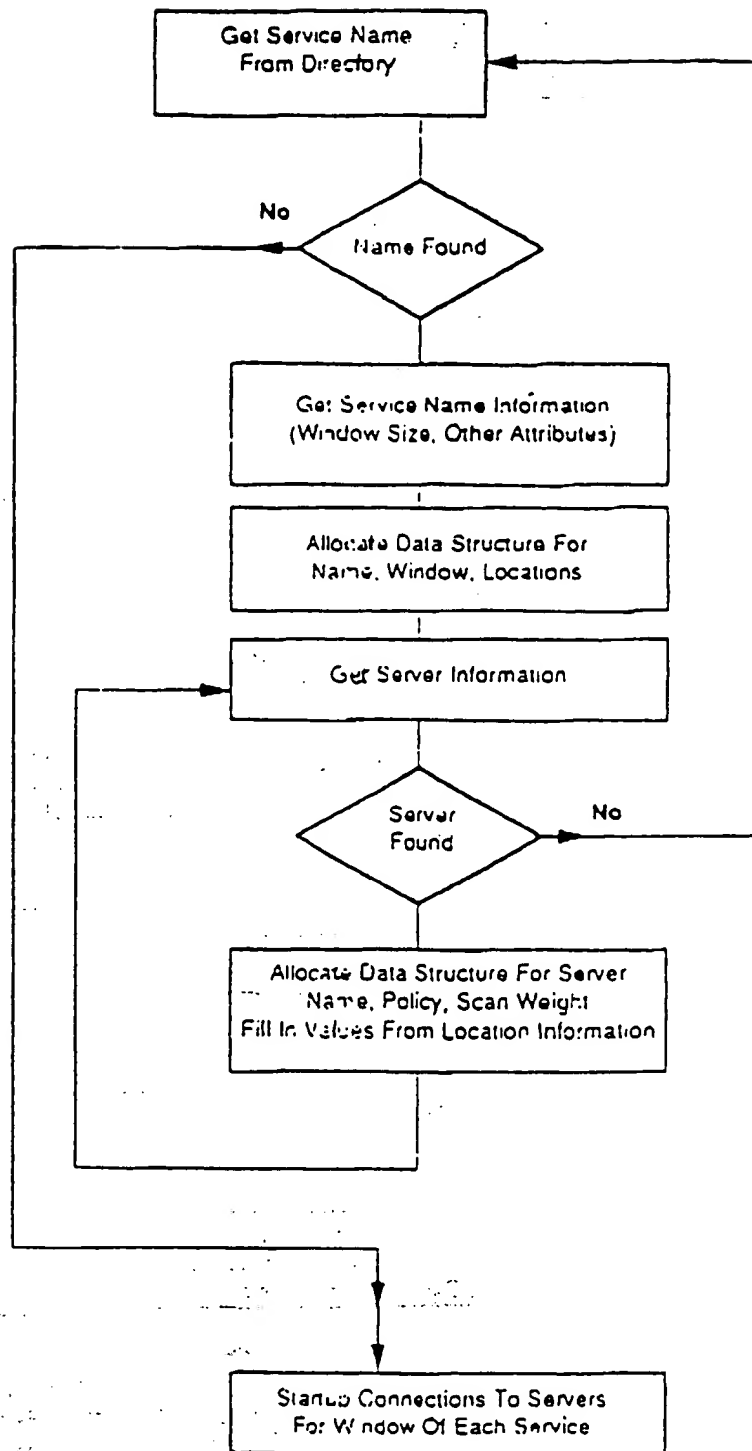 Get Service Name
From Directory
No
Name Found
Get Service Name Information
(Window Size, Other Attributes)
Allocate Data Structure For
Name, Window, Locations
Get Server Information
Server
Found
No
Allocate Data Structure For Server
Name, Policy, Scan Weight
Fill In Values From Location Information
Startup Connections To Servers
For Window Of Each Service